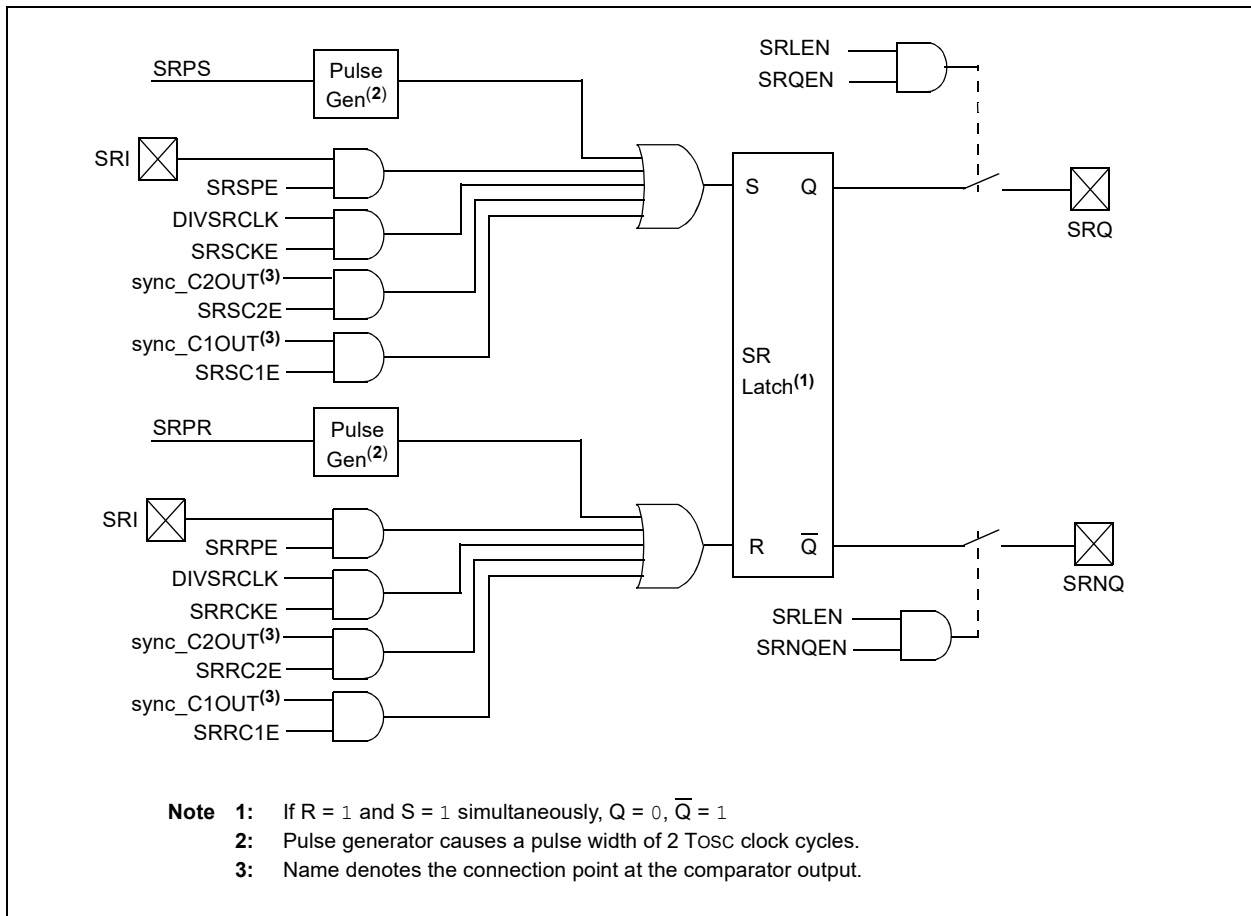 SRLEN
SRQEN
SRPS
Pulse
Gen(2)
SRI
SRSPE
DIVSRCLK
SRSCKE
sync_C2OUT(3)
SRSC2E
sync_C1OUT(3)
SRSC1E
S Q
SRQ
SR
Latch(1)
SRPR
Pulse
Gen(2)
SRI
SRRPE
DIVSRCLK
SRRCKE
sync_C2OUT(3)
SRRC2E
sync_C1OUT(3)
SRRC1E
R Q̅
SRNQ
SRLEN
SRNQEN
Note 1: If R = 1 and S = 1 simultaneously, Q = 0, Q̅ = 1
2: Pulse generator causes a pulse width of 2 TOSC clock cycles.
3: Name denotes the connection point at the comparator output.